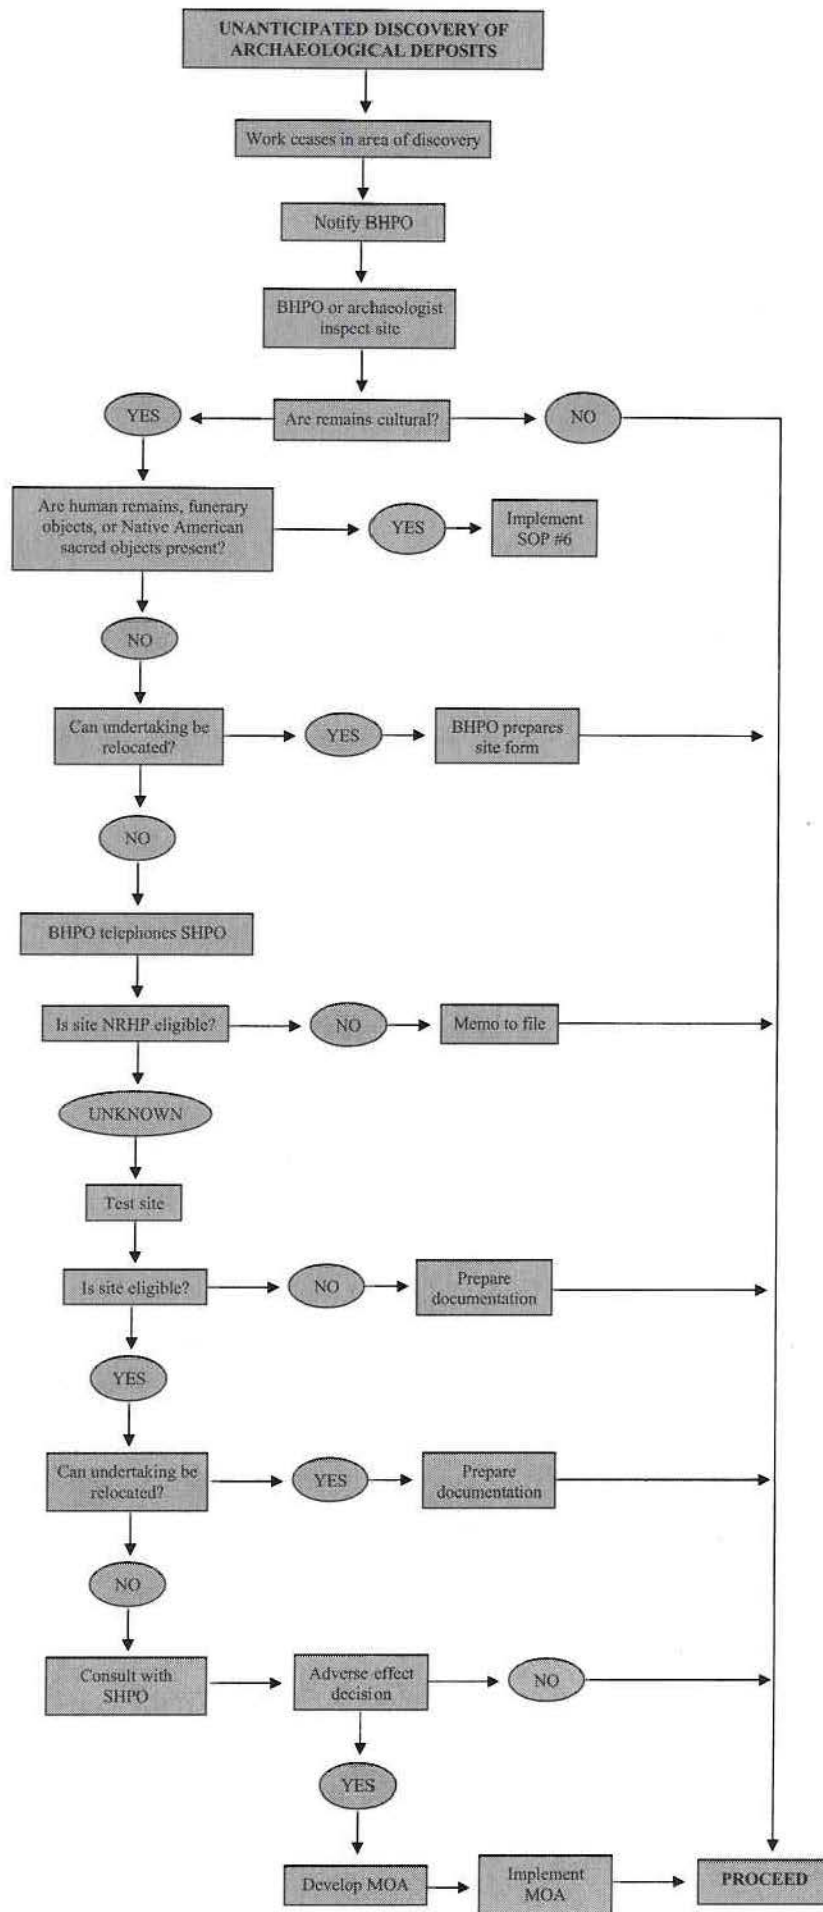 UNANTICIPATED DISCOVERY OF
ARCHAEOLOGICAL DEPOSITS
Work ceases in area of discovery
Notify BHPO
BHPO or archaeologist
inspect site
YES
Are remains cultural?
NO
Are human remains, funerary
objects, or Native American
sacred objects present?
YES
Implement
SOP #6
NO
Can undertaking be
relocated?
YES
BHPO prepares
site form
NO
BHPO telephones SHPO
Is site NRHP eligible?
NO
Memo to file
UNKNOWN
Test site
Is site eligible?
NO
Prepare
documentation
YES
Can undertaking be
relocated?
YES
Prepare
documentation
NO
Consult with
SHPO
Adverse effect
decision
NO
YES
Develop MOA
Implement
MOA
PROCEED